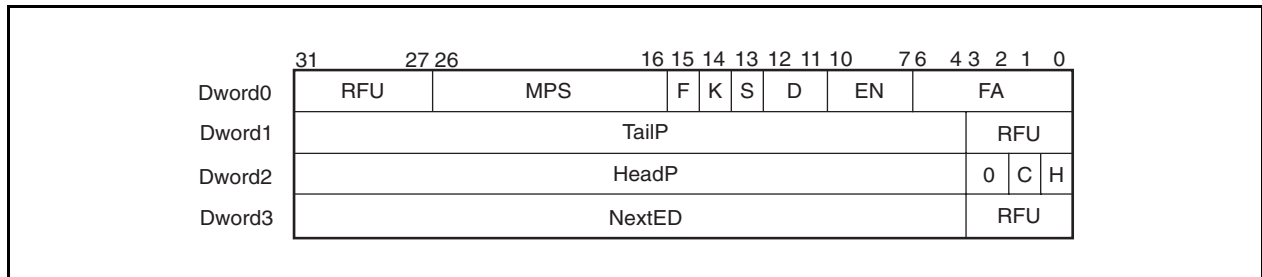 31 27 26 16 15 14 13 12 11 10 7 6 4 3 2 1 0
Dword0 RFU MPS F K S D EN FA
Dword1 TailP RFU
Dword2 HeadP 0 C H
Dword3 NextED RFU